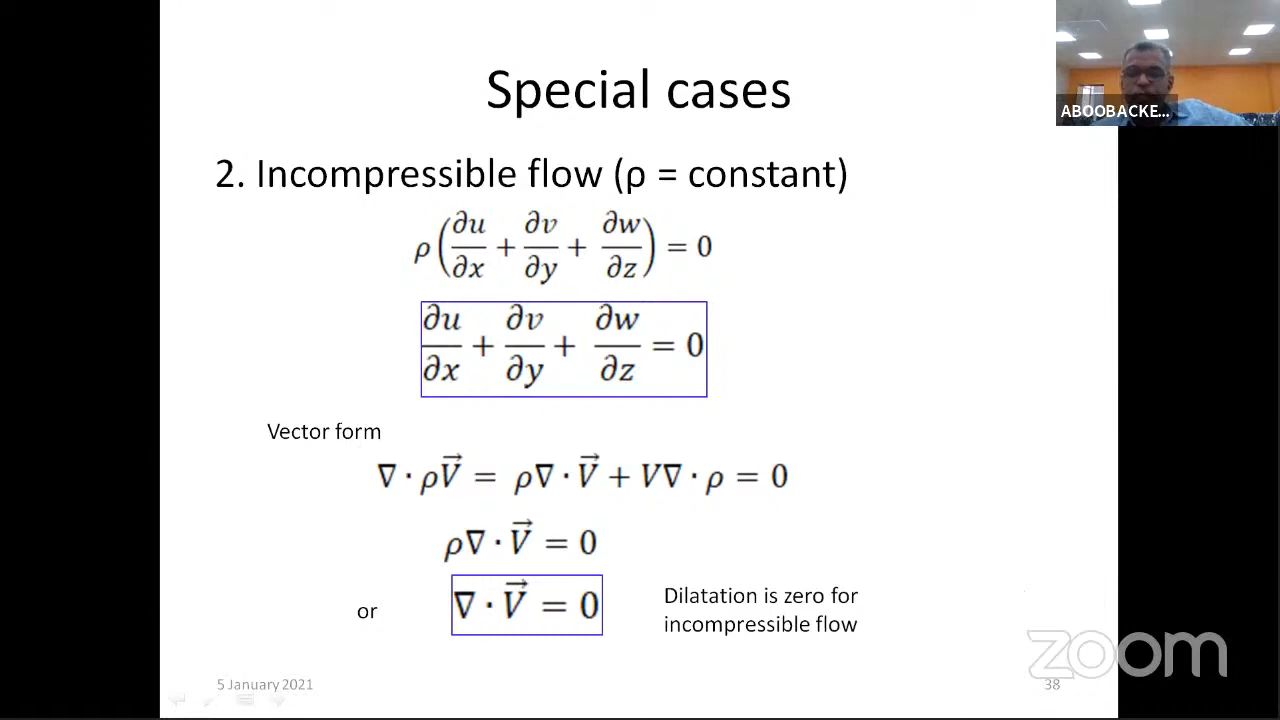 Special cases
ABOOBACKE...
2. Incompressible flow (ρ = constant)
ρ(∂u/∂x + ∂v/∂y + ∂w/∂z) = 0
∂u/∂x + ∂v/∂y + ∂w/∂z = 0
Vector form
∇ · ρV⃗ = ρ∇ · V⃗ + V∇ · ρ = 0
ρ∇ · V⃗ = 0
or ∇ · V⃗ = 0
Dilatation is zero for
incompressible flow
zoom
5 January 2021
38